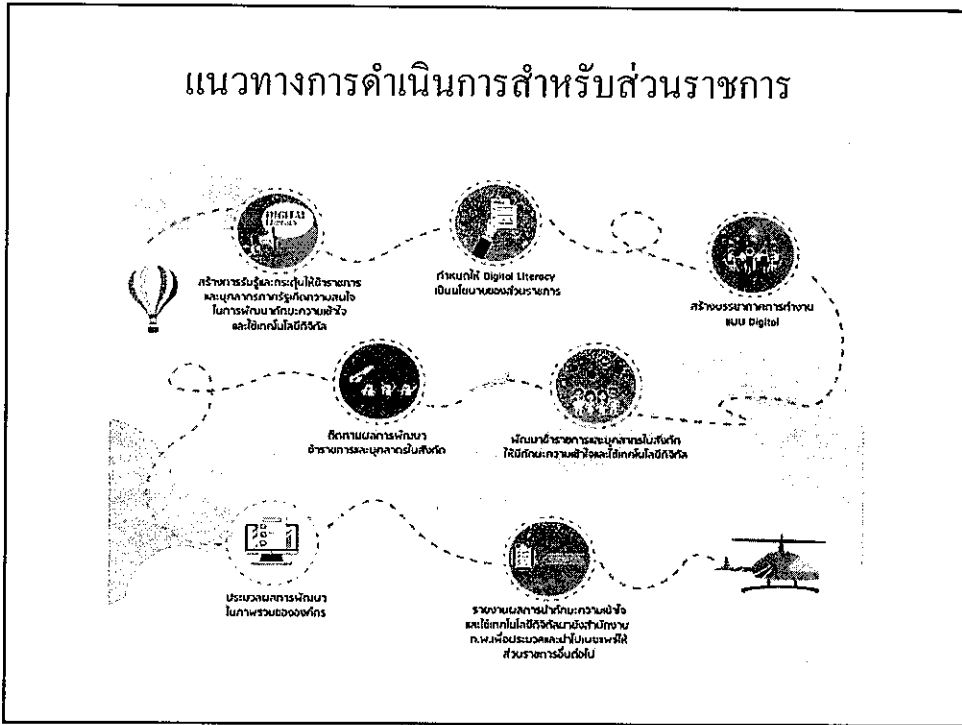 แนวทางการดำเนินการสำหรับส่วนราชการ
DIGITAL
LITERACY
สร้างการรับรู้และกระตุ้นให้ข้าราชการ
และบุคลากรภาครัฐเกิดความสนใจ
ในการพัฒนาทักษะความเข้าใจ
และใช้เทคโนโลยีดิจิทัล
กำหนดให้ Digital Literacy
เป็นนโยบายของส่วนราชการ
สร้างบรรยากาศการทำงาน
แบบ Digital
ติดตามผลการพัฒนา
ข้าราชการและบุคลากรในสังกัด
พัฒนาข้าราชการและบุคลากรในสังกัด
ให้มีทักษะความเข้าใจและใช้เทคโนโลยีดิจิทัล
ประมวลผลการพัฒนา
ในภาพรวมขององค์กร
รายงานผลการนำทักษะความเข้าใจ
และใช้เทคโนโลยีดิจิทัลมายังสำนักงาน
ก.พ.เพื่อประมวลและนำไปเผยแพร่ให้
ส่วนราชการอื่นต่อไป